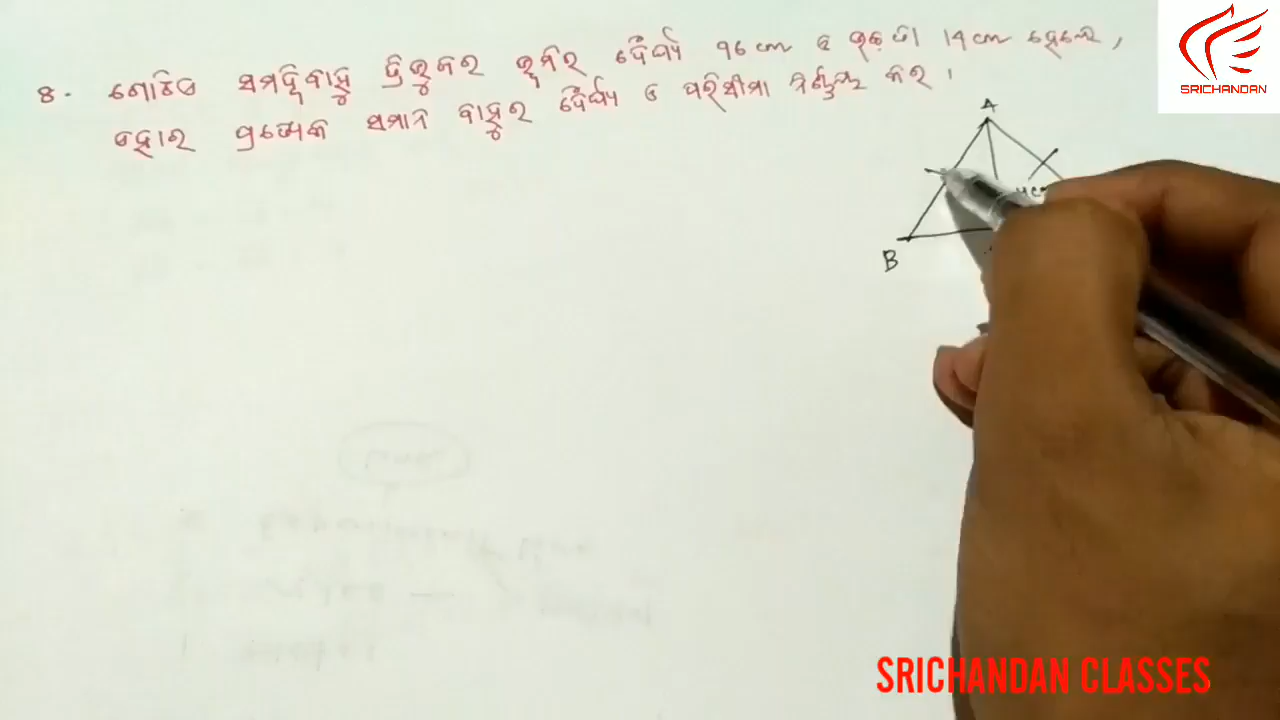 ୪. ଗୋଟିଏ ସମଦ୍ବିବାହୁ ତ୍ରିଭୁଜର ଭୂମିର ଦୈର୍ଘ୍ୟ 96 cm ଓ ଉଚ୍ଚତା 14 cm ହେଲେ,
ତାହାର ପ୍ରତ୍ୟେକ ସମାନ ବାହୁର ଦୈର୍ଘ୍ୟ ଓ ପରିସୀମା ନିର୍ଣ୍ଣୟ କର ।
A
B
SRICHANDAN
SRICHANDAN CLASSES